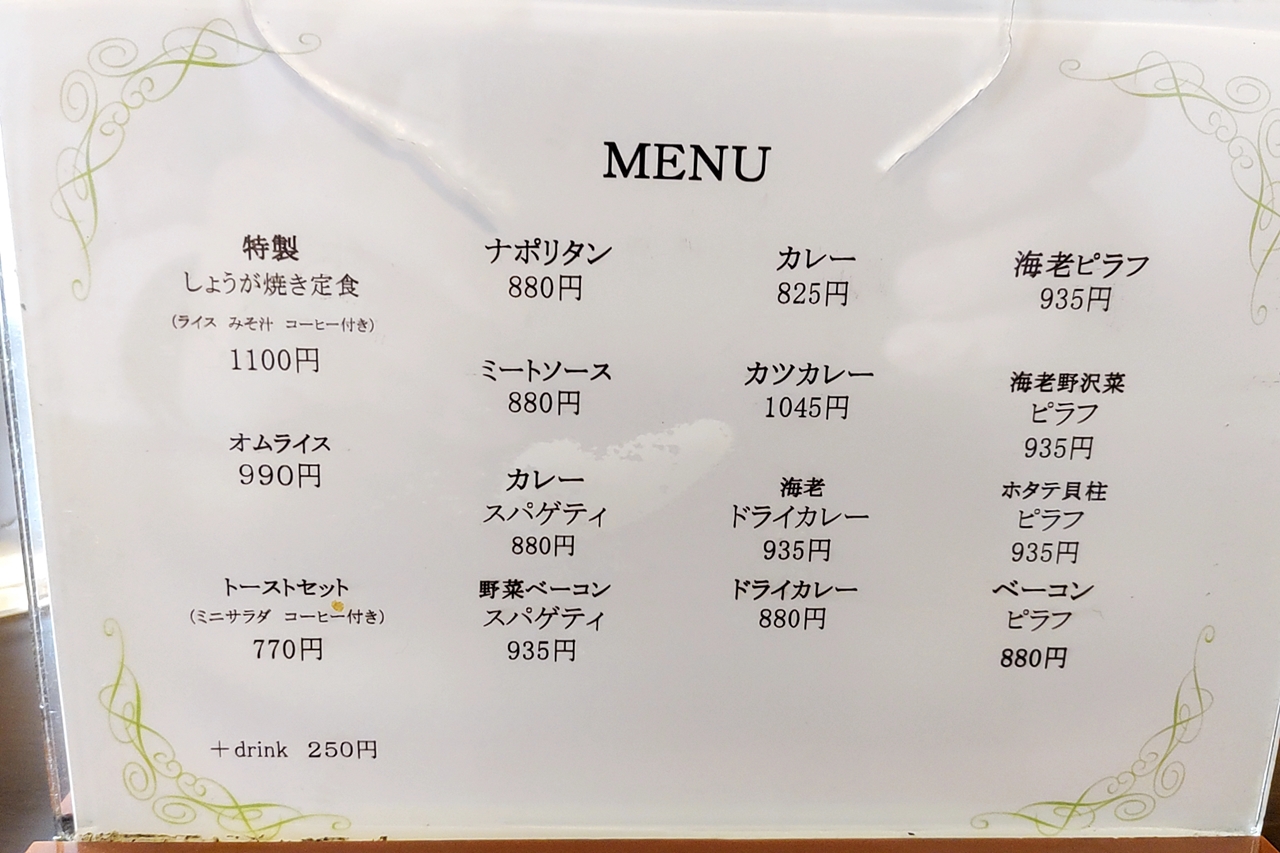 MENU
特製
しょうが焼き定食
(ライス みそ汁 コーヒー付き)
1100円
オムライス
990円
トーストセット
(ミニサラダ コーヒー付き)
770円
+drink 250円
ナポリタン
880円
ミートソース
880円
カレー
スパゲティ
880円
野菜ベーコン
スパゲティ
935円
カレー
825円
カツカレー
1045円
海老
ドライカレー
935円
ドライカレー
880円
海老ピラフ
935円
海老野沢菜
ピラフ
935円
ホタテ貝柱
ピラフ
935円
ベーコン
ピラフ
880円